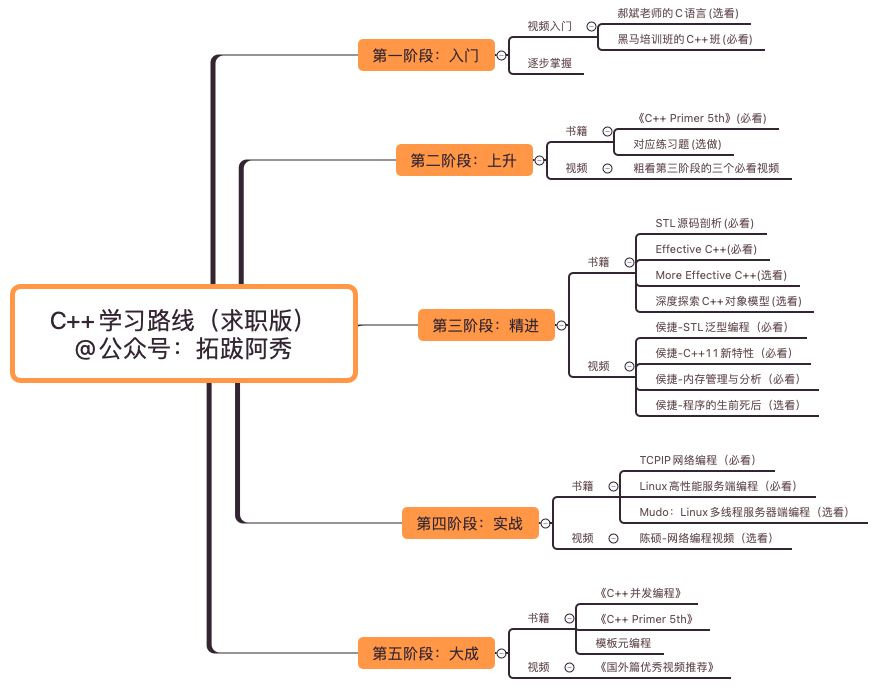 C++学习路线（求职版）
@公众号：拓跋阿秀
第一阶段：入门
视频入门
郝斌老师的C语言(选看)
黑马培训班的C++班(必看)
逐步掌握
第二阶段：上升
书籍
《C++ Primer 5th》(必看)
对应练习题(选做)
视频
粗看第三阶段的三个必看视频
第三阶段：精进
书籍
STL源码剖析(必看)
Effective C++(必看)
More Effective C++(选看)
深度探索C++对象模型(选看)
视频
侯捷-STL泛型编程（必看）
侯捷-C++11新特性（必看）
侯捷-内存管理与分析（必看）
侯捷-程序的生前死后（选看）
第四阶段：实战
书籍
TCPIP网络编程（必看）
Linux高性能服务端编程（必看）
Mudo：Linux多线程服务器端编程（选看）
视频
陈硕-网络编程视频（选看）
第五阶段：大成
书籍
《C++并发编程》
《C++ Primer 5th》
模板元编程
视频
《国外篇优秀视频推荐》